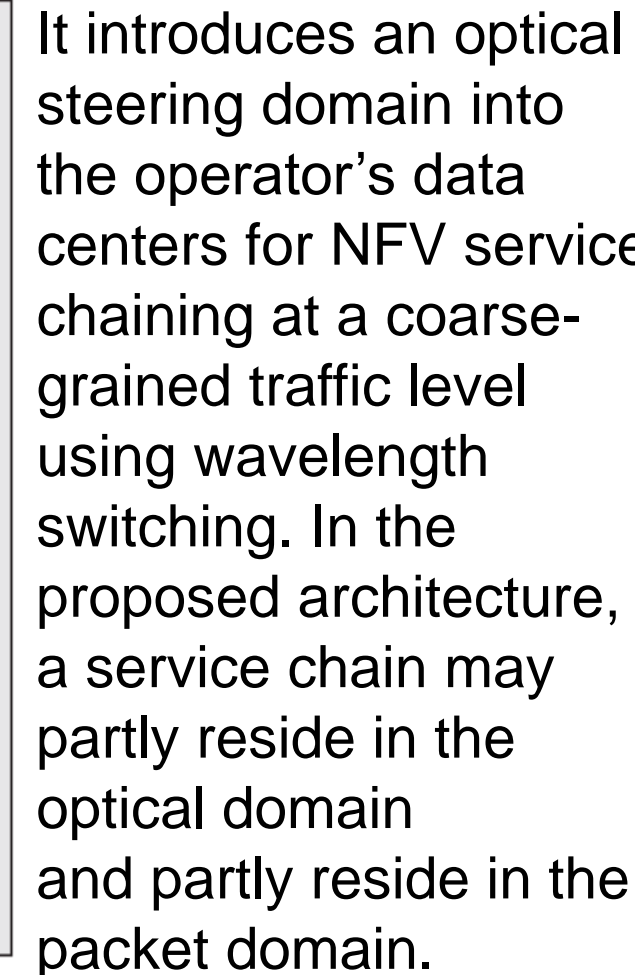 It introduces an optical
steering domain into
the operator’s data
centers for NFV service
chaining at a coarse-
grained traffic level
using wavelength
switching. In the
proposed architecture,
a service chain may
partly reside in the
optical domain
and partly reside in the
packet domain.